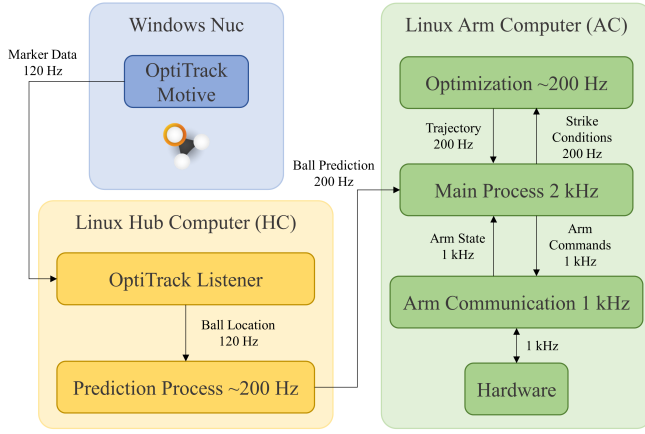 Windows Nuc
OptiTrack
Motive
Marker Data
120 Hz
Linux Hub Computer (HC)
OptiTrack Listener
Ball Location
120 Hz
Prediction Process ~200 Hz
Ball Prediction
200 Hz
Linux Arm Computer (AC)
Optimization ~200 Hz
Trajectory
200 Hz
Strike
Conditions
200 Hz
Main Process 2 kHz
Arm State
1 kHz
Arm
Commands
1 kHz
Arm Communication 1 kHz
1 kHz
Hardware